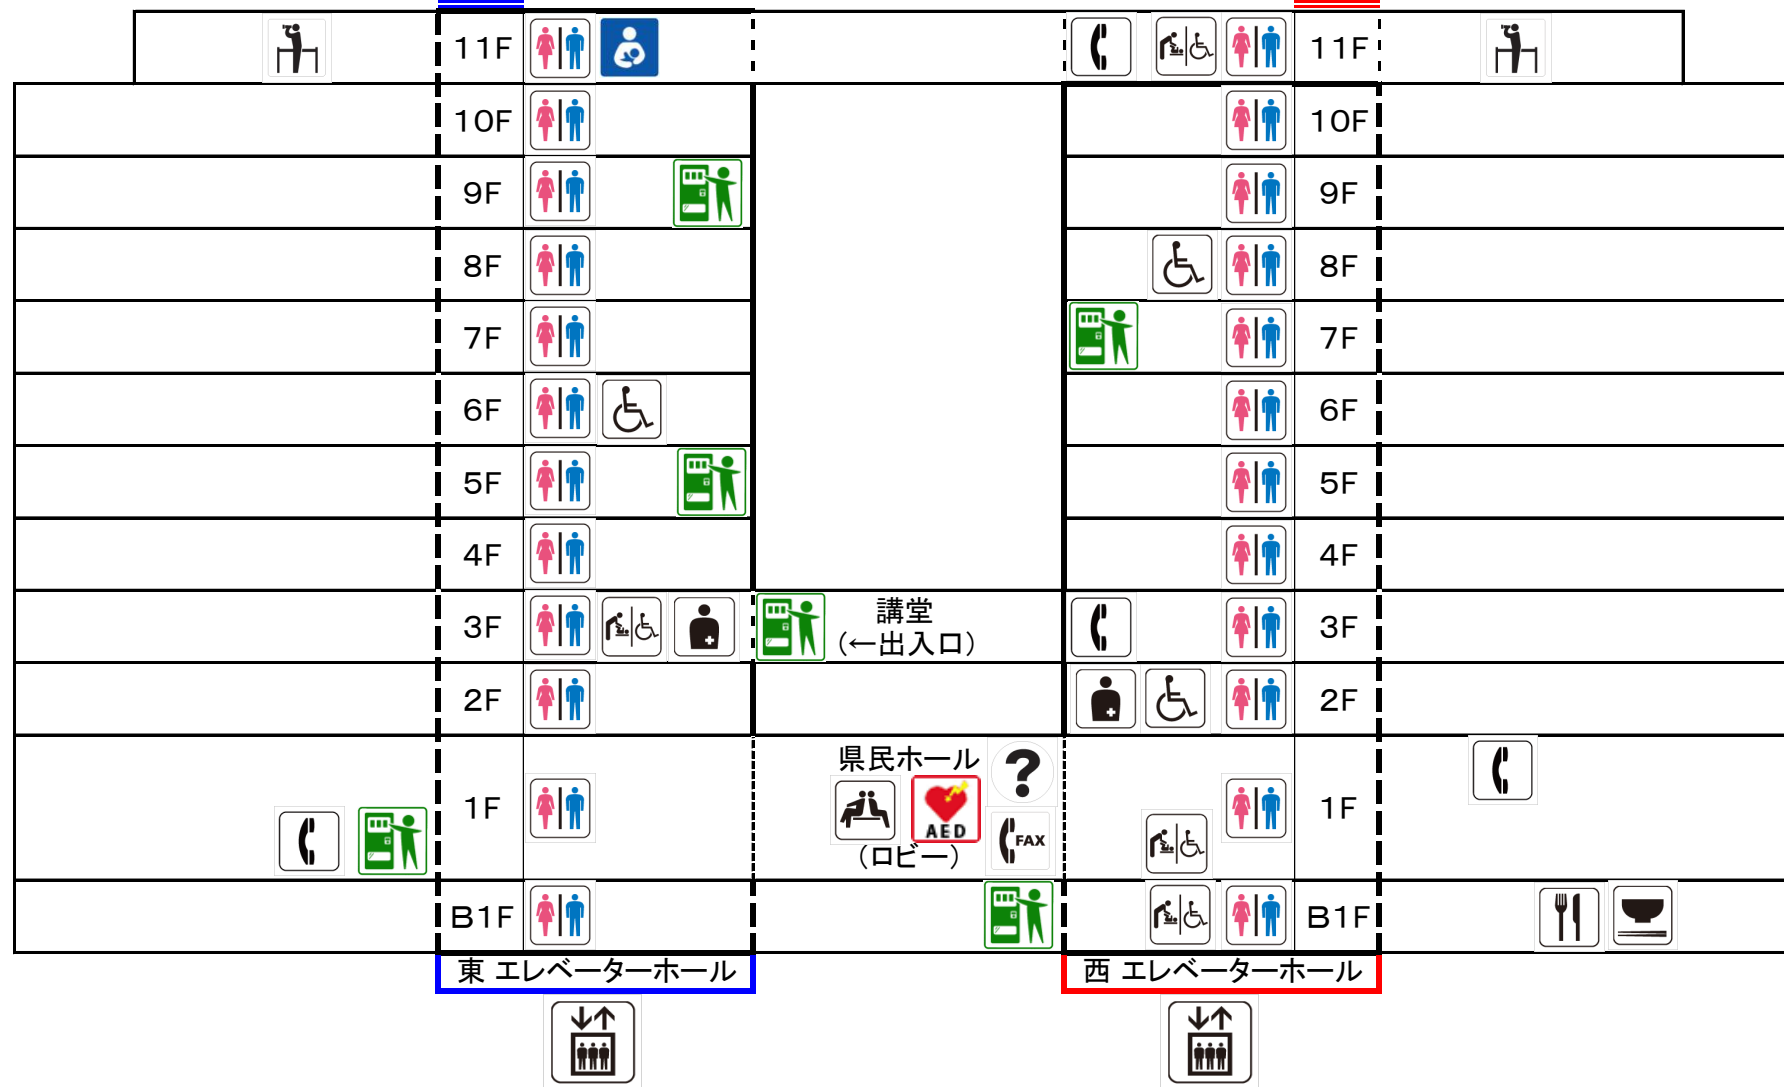 11F 11F
10F 10F
9F 9F
8F 8F
7F 7F
6F 6F
5F 5F
4F 4F
3F 講堂 3F
(←出入口)
2F 2F
県民ホール ?
1F AED 1F
FAX
(ロビー)
B1F B1F
東 エレベーターホール 西 エレベーターホール